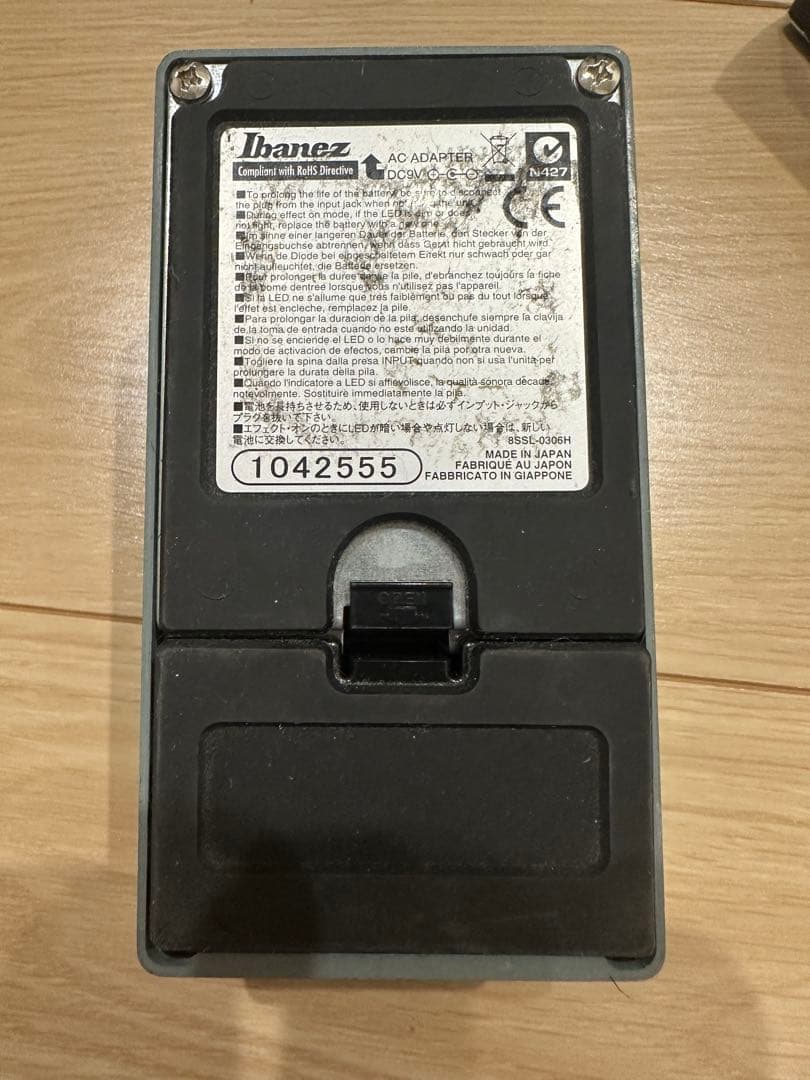 Ibanez
Compliant with RoHS Directive
AC ADAPTER
DC9V
N427
CE
■To prolong the life of the battery be sure to disconnect
the plug from the input jack when the unit
■During effect on mode, if the LED is dim or does
not light, replace the battery with a new one
■Im sinne einer langeren Dauer der Batterie, den Stecker von der
Eingangabuchse abtrennen, wenn dass Gerat hicht gebraucht wird
■Wenn de Diode bei eingeschaltetem Effekt nur schwach oder gar
nicht aufleuchtet, die Batterie ersetzen.
■Pour prolonger la duree de la pile, d'ebranchez toujours la fiche
de la borne dentree lorsque vous n'utilisez pas l'appareil.
■Si la LED ne s'allume que tres faiblement ou pas du tout lorsque
l'effet est encleche, remplacez la pile.
■Para prolongar la duracion de la pila, desenchufe siempre la clavija
de la toma de entrada cuando no este utilizando la unidad.
■Si no se enciende el LED o lo hace muy debilmente durante el
modo de activacion de efectos, cambie la pila por otra nueva.
■Togliere la spina dalla presa INPUT quando non si usa l'unita per
prolungare la durata della pila.
■Quando l'indicatore a LED si affievolisce, la qualità sonora decade
notevolmente. Sostituire immediatamente la pila.
■電池を長持ちさせるため、使用しないときは必ずインプット・ジャックから
プラグを抜いて下さい。
■エフェクト・オンのときにLEDが暗い場合や点灯しない場合は、新しい
電池に交換してください。
8SSL-0306H
1042555
MADE IN JAPAN
FABRIQUÉ AU JAPON
FABBRICATO IN GIAPPONE